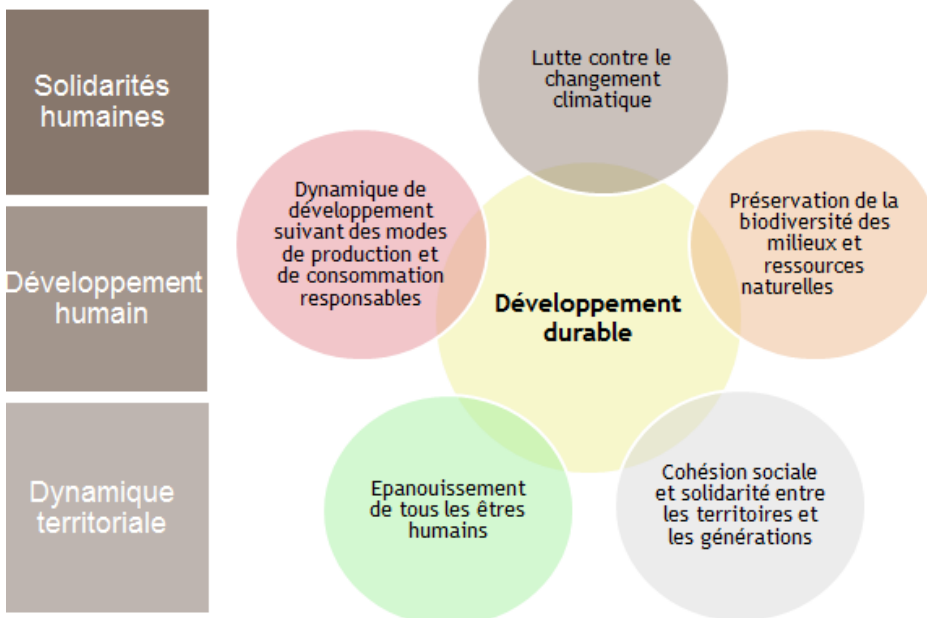 Solidarités
humaines
Développement
humain
Dynamique
territoriale
Lutte contre le
changement
climatique
Dynamique de
développement
suivant des modes
de production et
de consommation
responsables
Préservation de la
biodiversité des
milieux et
ressources
naturelles
Développement
durable
Epanouissement
de tous les êtres
humains
Cohésion sociale
et solidarité entre
les territoires et
les générations